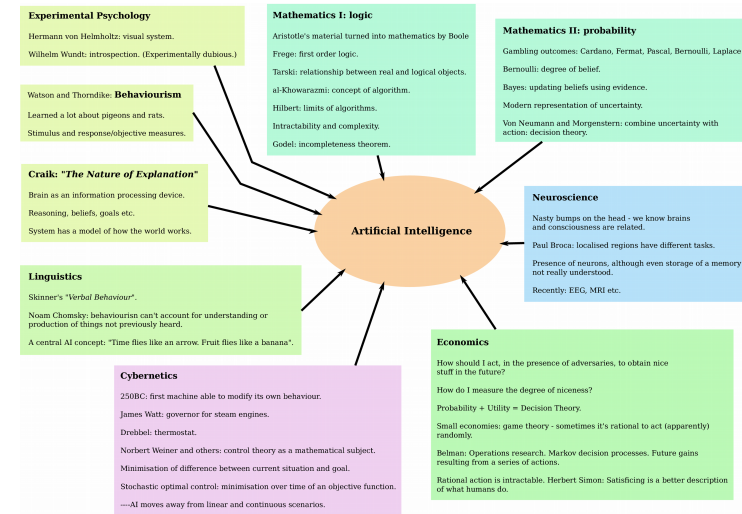 Experimental Psychology
Hermann von Helmholtz: visual system.
Wilhelm Wundt: introspection. (Experimentally dubious.)
Watson and Thorndike: Behaviourism
Learned a lot about pigeons and rats.
Stimulus and response/objective measures.
Craik: "The Nature of Explanation"
Brain as an information processing device.
Reasoning, beliefs, goals etc.
System has a model of how the world works.
Mathematics I: logic
Aristotle's material turned into mathematics by Boole
Frege: first order logic.
Tarski: relationship between real and logical objects.
al-Khowarazmi: concept of algorithm.
Hilbert: limits of algorithms.
Intractability and complexity.
Godel: incompleteness theorem.
Mathematics II: probability
Gambling outcomes: Cardano, Fermat, Pascal, Bernoulli, Laplace
Bernoulli: degree of belief.
Bayes: updating beliefs using evidence.
Modern representation of uncertainty.
Von Neumann and Morgenstern: combine uncertainty with
action: decision theory.
Artificial Intelligence
Neuroscience
Nasty bumps on the head - we know brains
and consciousness are related.
Paul Broca: localised regions have different tasks.
Presence of neurons, although even storage of a memory
not really understood.
Recently: EEG, MRI etc.
Linguistics
Skinner's "Verbal Behaviour".
Noam Chomsky: behaviourisn can't account for understanding or
production of things not previously heard.
A central AI concept: "Time flies like an arrow. Fruit flies like a banana".
Cybernetics
250BC: first machine able to modify its own behaviour.
James Watt: governor for steam engines.
Drebbel: thermostat.
Norbert Weiner and others: control theory as a mathematical subject.
Minimisation of difference between current situation and goal.
Stochastic optimal control: minimisation over time of an objective function.
----AI moves away from linear and continuous scenarios.
Economics
How should I act, in the presence of adversaries, to obtain nice
stuff in the future?
How do I measure the degree of niceness?
Probability + Utility = Decision Theory.
Small economies: game theory - sometimes it's rational to act (apparently)
randomly.
Belman: Operations research. Markov decision processes. Future gains
resulting from a series of actions.
Rational action is intractable. Herbert Simon: Satisficing is a better description
of what humans do.